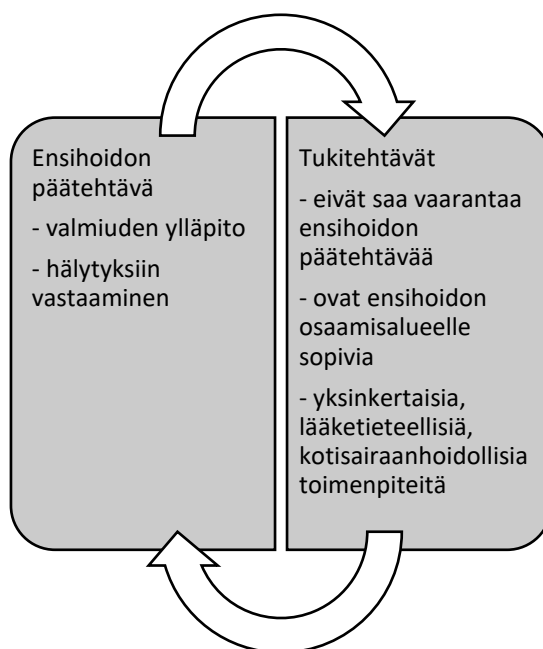 Ensihoidon
päätehtävä
- valmiuden ylläpito
- hälytyksiin
vastaaminen
Tukitehtävät
- eivät saa vaarantaa
ensihoidon
päätehtävää
- ovat ensihoidon
osaamisalueelle
sopivia
- yksinkertaisia,
lääketieteellisiä,
kotisairaanhoidollisia
toimenpiteitä